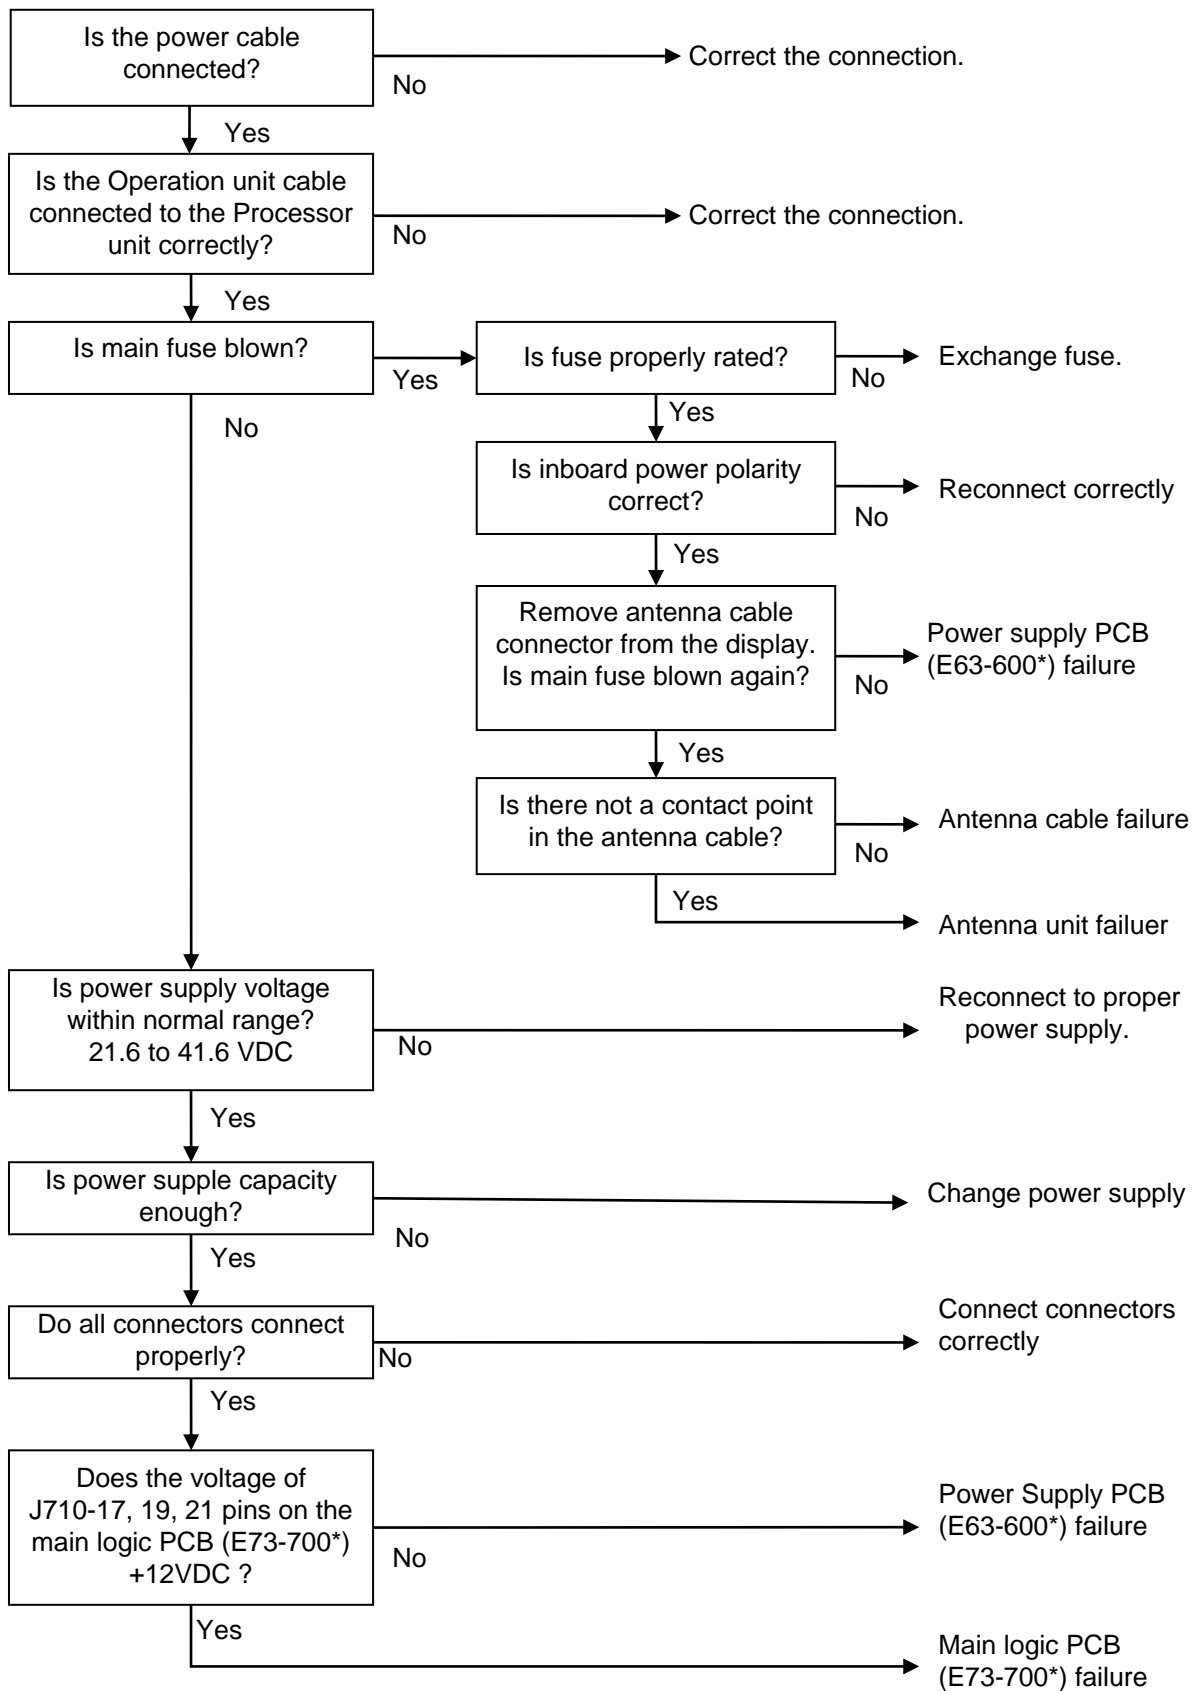 Is the power cable
connected?
No
Correct the connection.
Yes
Is the Operation unit cable
connected to the Processor
unit correctly?
No
Correct the connection.
Yes
Is main fuse blown?
Yes
Is fuse properly rated?
No
Exchange fuse.
No
Yes
Is inboard power polarity
correct?
No
Reconnect correctly
Yes
Remove antenna cable
connector from the display.
Is main fuse blown again?
No
Power supply PCB
(E63-600*) failure
Yes
Is there not a contact point
in the antenna cable?
No
Antenna cable failure
Yes
Antenna unit failuer
Is power supply voltage
within normal range?
21.6 to 41.6 VDC
No
Reconnect to proper
power supply.
Yes
Is power supple capacity
enough?
No
Change power supply
Yes
Do all connectors connect
properly?
No
Connect connectors
correctly
Yes
Does the voltage of
J710-17, 19, 21 pins on the
main logic PCB (E73-700*)
+12VDC ?
No
Power Supply PCB
(E63-600*) failure
Yes
Main logic PCB
(E73-700*) failure